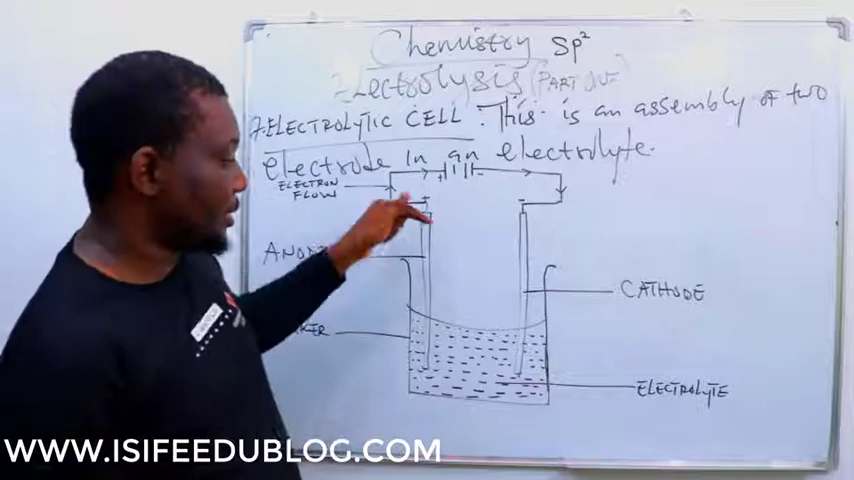 Chemistry SP²
Electrolysis (PART ONE)
7. ELECTROLYTIC CELL. This is an assembly of two
electrode in an electrolyte.
ELECTRON
FLOW
+
-
CATHODE
ELECTROLYTE
WWW.ISIFEEDUBLOG.COM